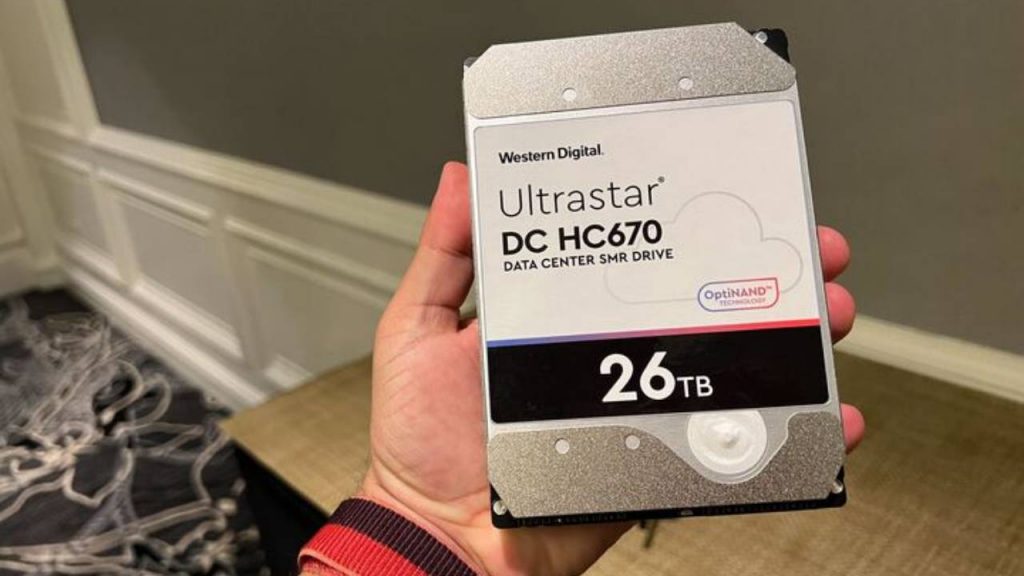 Western Digital.
Ultrastar®
DC HC670
DATA CENTER SMR DRIVE
OptiNAND™
TECHNOLOGY
26TB